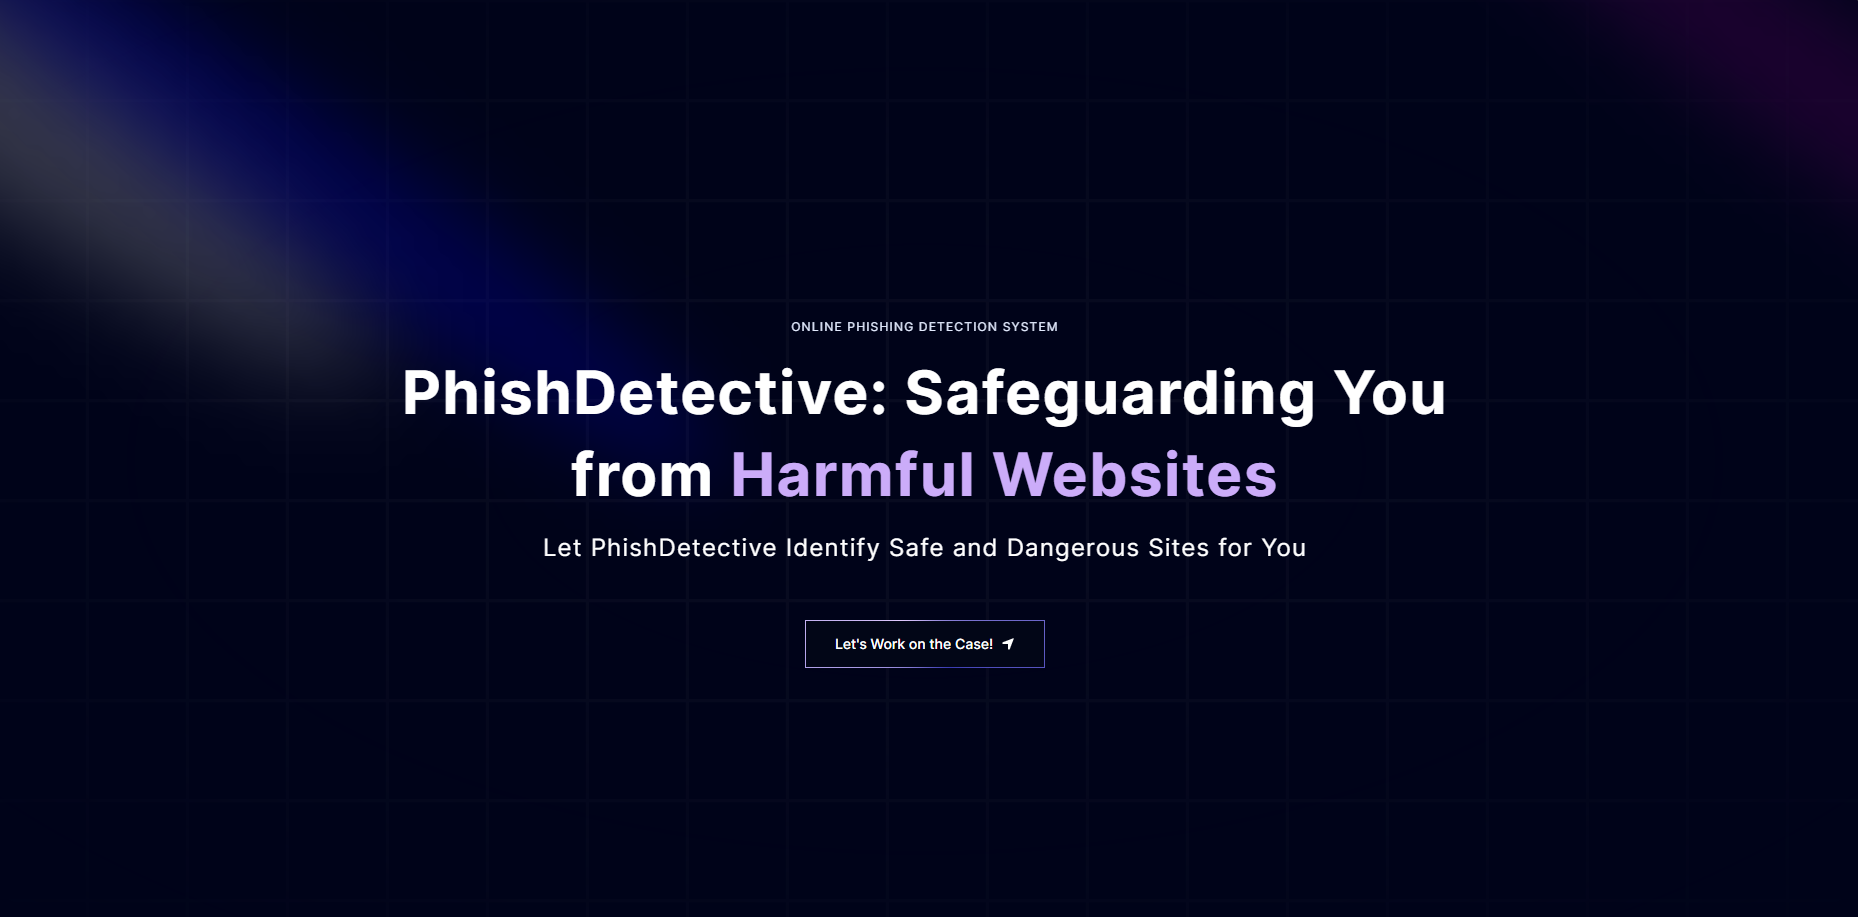 ONLINE PHISHING DETECTION SYSTEM
PhishDetective: Safeguarding You
from Harmful Websites
Let PhishDetective Identify Safe and Dangerous Sites for You
Let's Work on the Case!